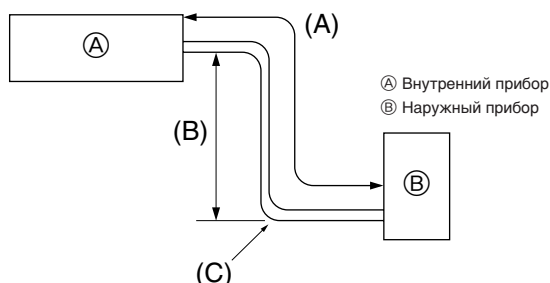 (A)
Ⓐ
Ⓐ Внутренний прибор
Ⓑ Наружный прибор
(B)
Ⓑ
(C)